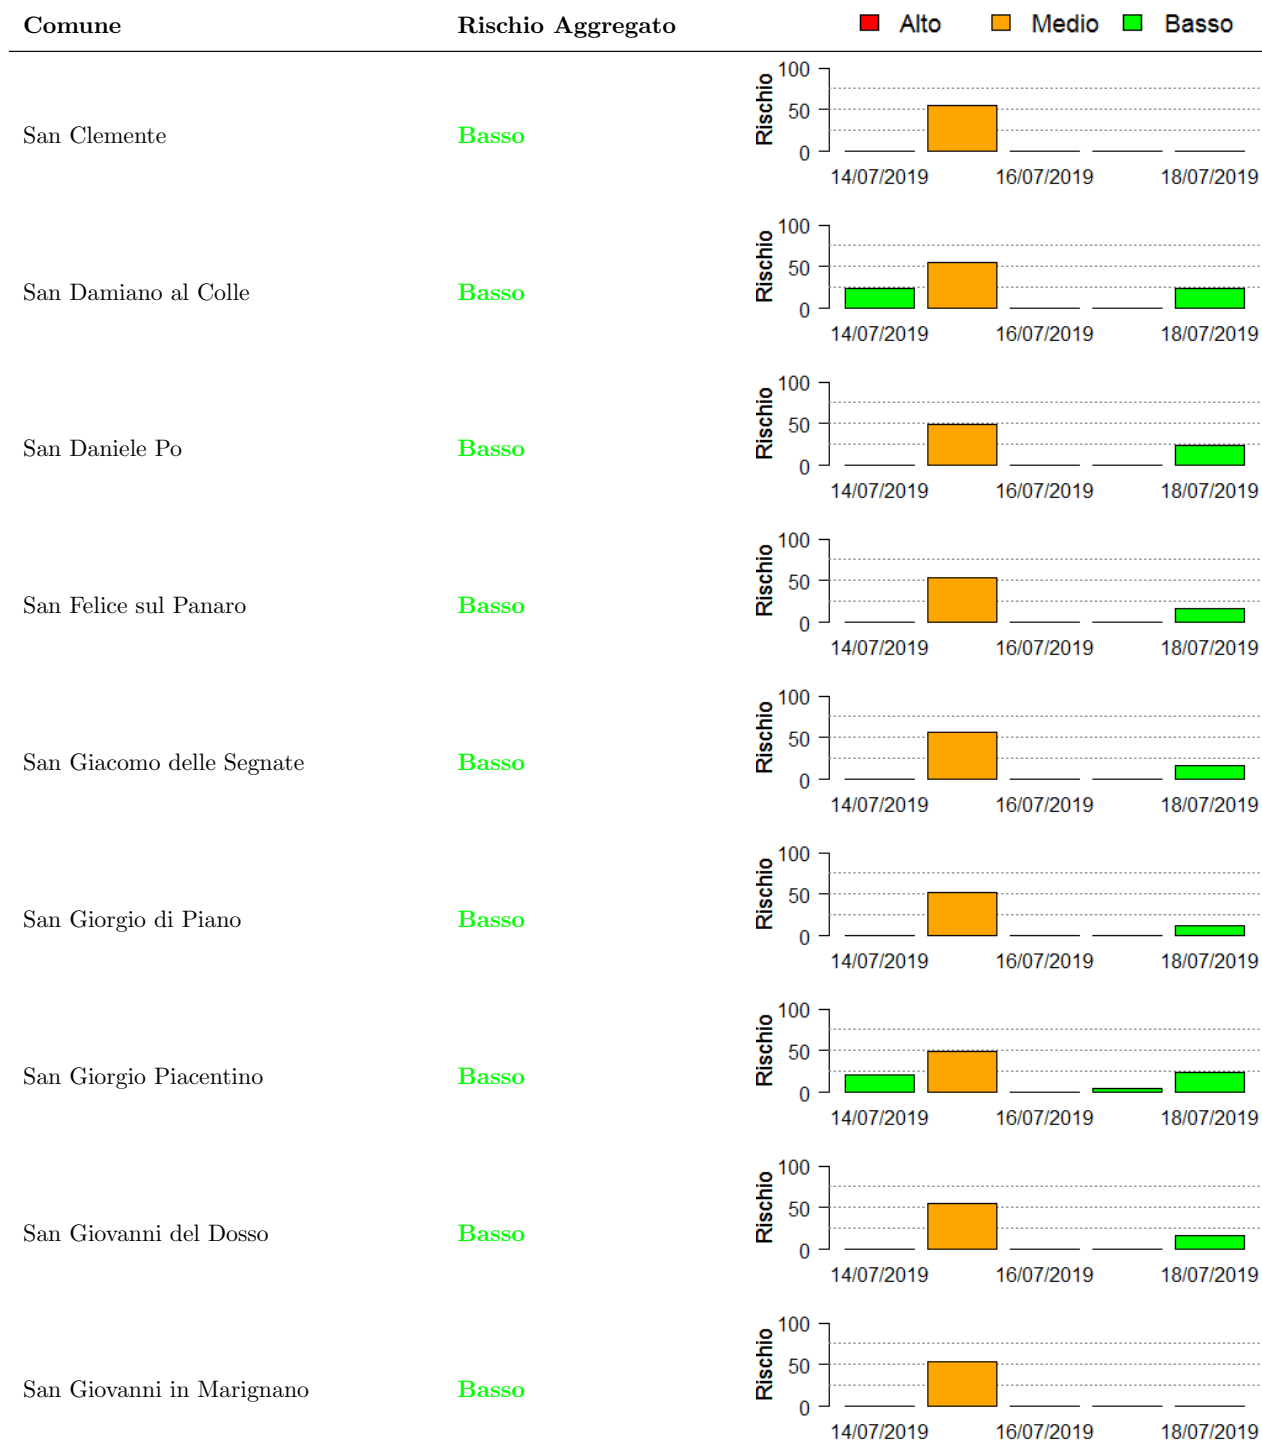 Comune Rischio Aggregato Alto Medio Basso
San Clemente Basso
Rischio
100
50
0
14/07/2019 16/07/2019 18/07/2019
San Damiano al Colle Basso
Rischio
100
50
0
14/07/2019 16/07/2019 18/07/2019
San Daniele Po Basso
Rischio
100
50
0
14/07/2019 16/07/2019 18/07/2019
San Felice sul Panaro Basso
Rischio
100
50
0
14/07/2019 16/07/2019 18/07/2019
San Giacomo delle Segnate Basso
Rischio
100
50
0
14/07/2019 16/07/2019 18/07/2019
San Giorgio di Piano Basso
Rischio
100
50
0
14/07/2019 16/07/2019 18/07/2019
San Giorgio Piacentino Basso
Rischio
100
50
0
14/07/2019 16/07/2019 18/07/2019
San Giovanni del Dosso Basso
Rischio
100
50
0
14/07/2019 16/07/2019 18/07/2019
San Giovanni in Marignano Basso
Rischio
100
50
0
14/07/2019 16/07/2019 18/07/2019